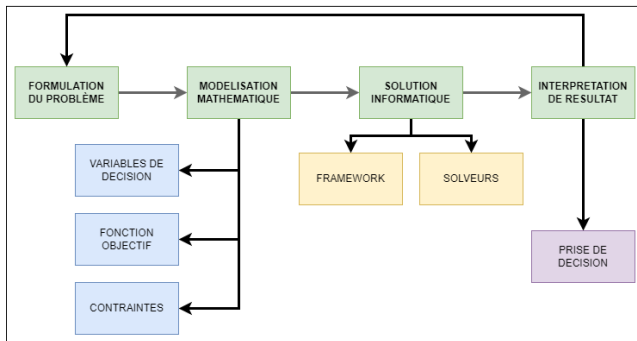 FORMULATION
DU PROBLÈME
MODELISATION
MATHEMATIQUE
SOLUTION
INFORMATIQUE
INTERPRETATION
DE RESULTAT
VARIABLES DE
DECISION
FRAMEWORK
SOLVEURS
FONCTION
OBJECTIF
PRISE DE
DECISION
CONTRAINTES